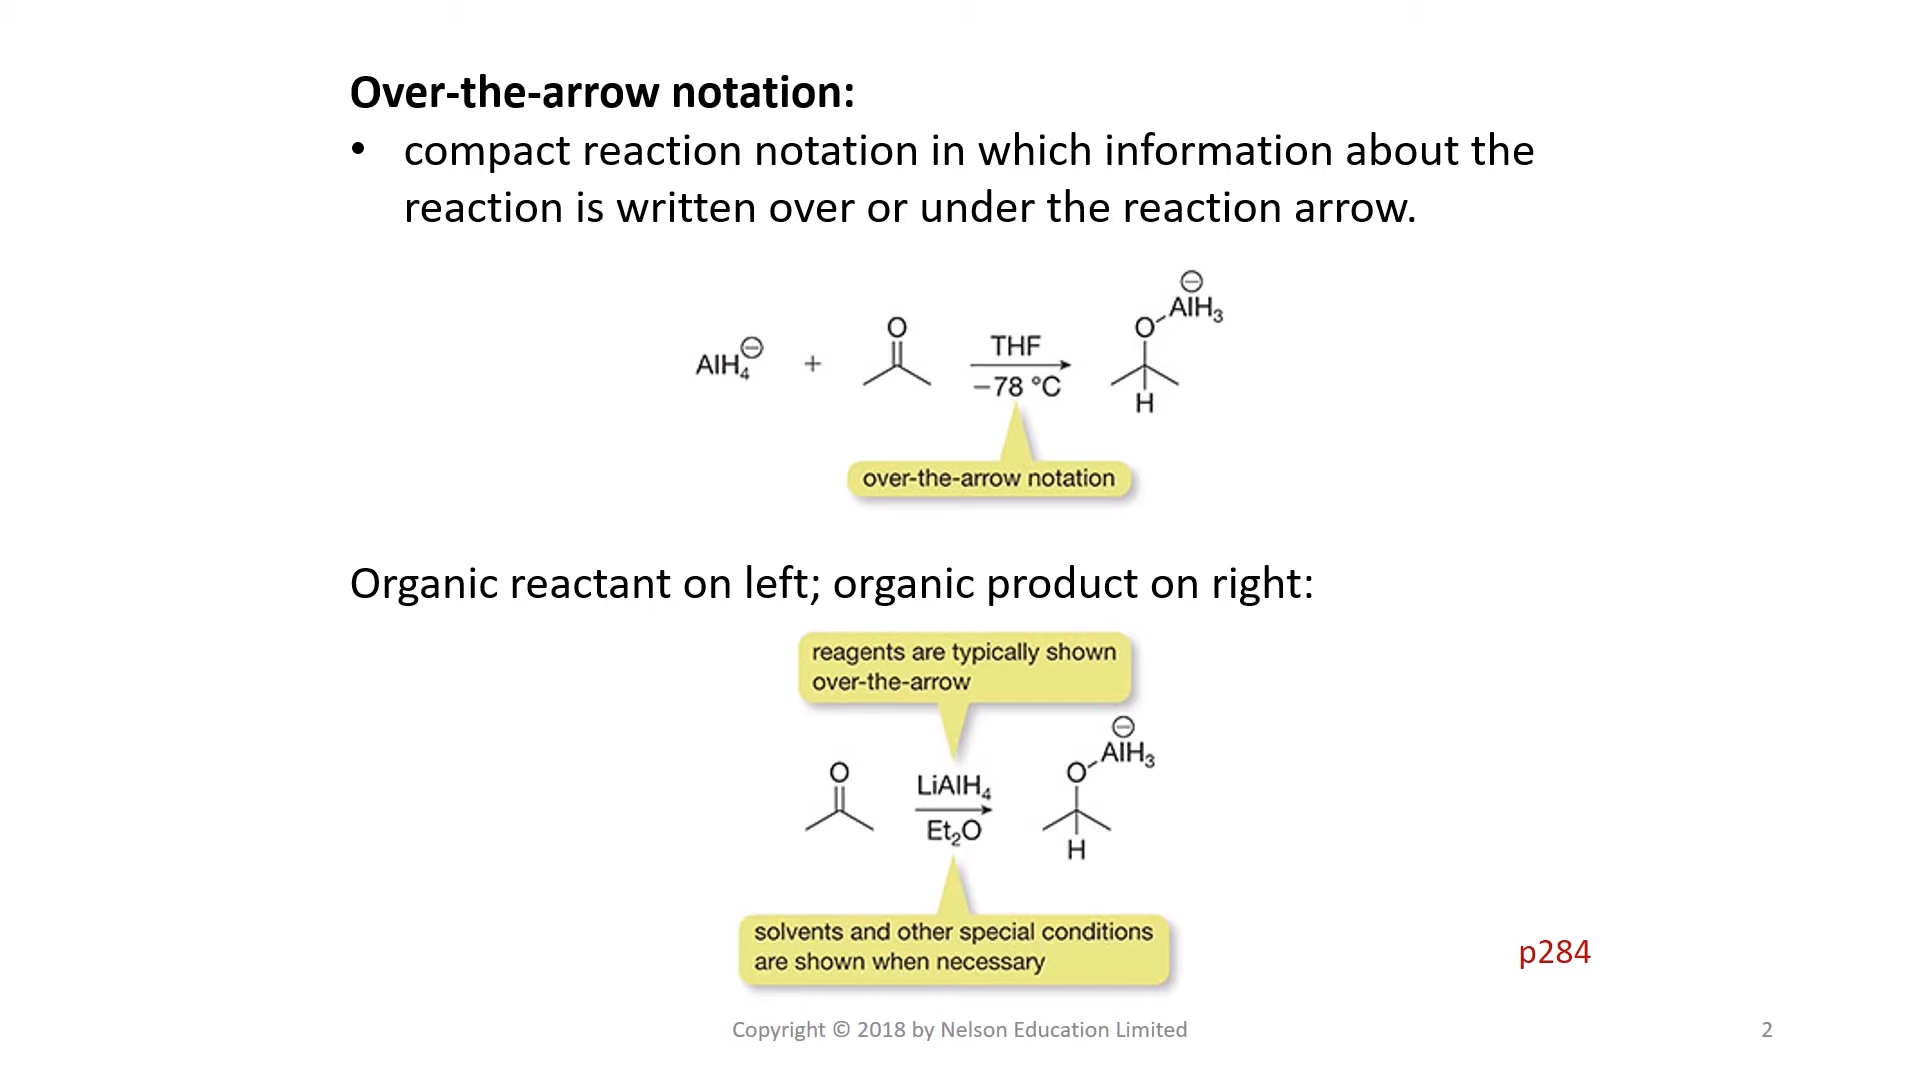 Over-the-arrow notation:
• compact reaction notation in which information about the
reaction is written over or under the reaction arrow.
AlH₄⊖ + O THF −78 °C O AlH₃⊖ H
over-the-arrow notation
Organic reactant on left; organic product on right:
reagents are typically shown
over-the-arrow
O LiAlH₄ Et₂O O AlH₃⊖ H
solvents and other special conditions
are shown when necessary
p284
Copyright © 2018 by Nelson Education Limited 2